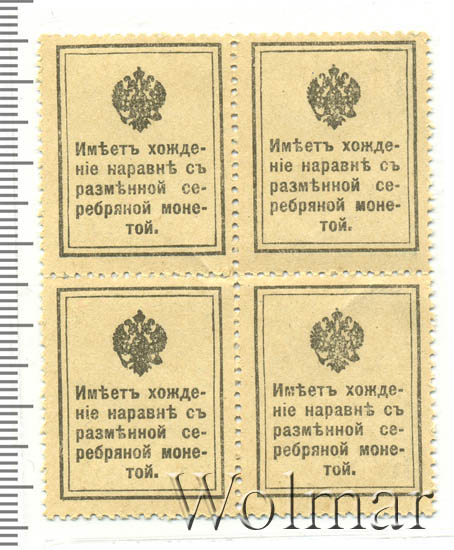 Имѣетъ хожде-
ніе наравнѣ съ
размѣнной се-
ребряной моне-
той.
Имѣетъ хожде-
ніе наравнѣ съ
размѣнной се-
ребряной моне-
той.
Имѣетъ хожде-
ніе наравнѣ съ
размѣнной се-
ребряной моне-
той.
Имѣетъ хожде-
ніе наравнѣ съ
размѣнной се-
ребряной моне-
той.
Wolmar
Wolmar